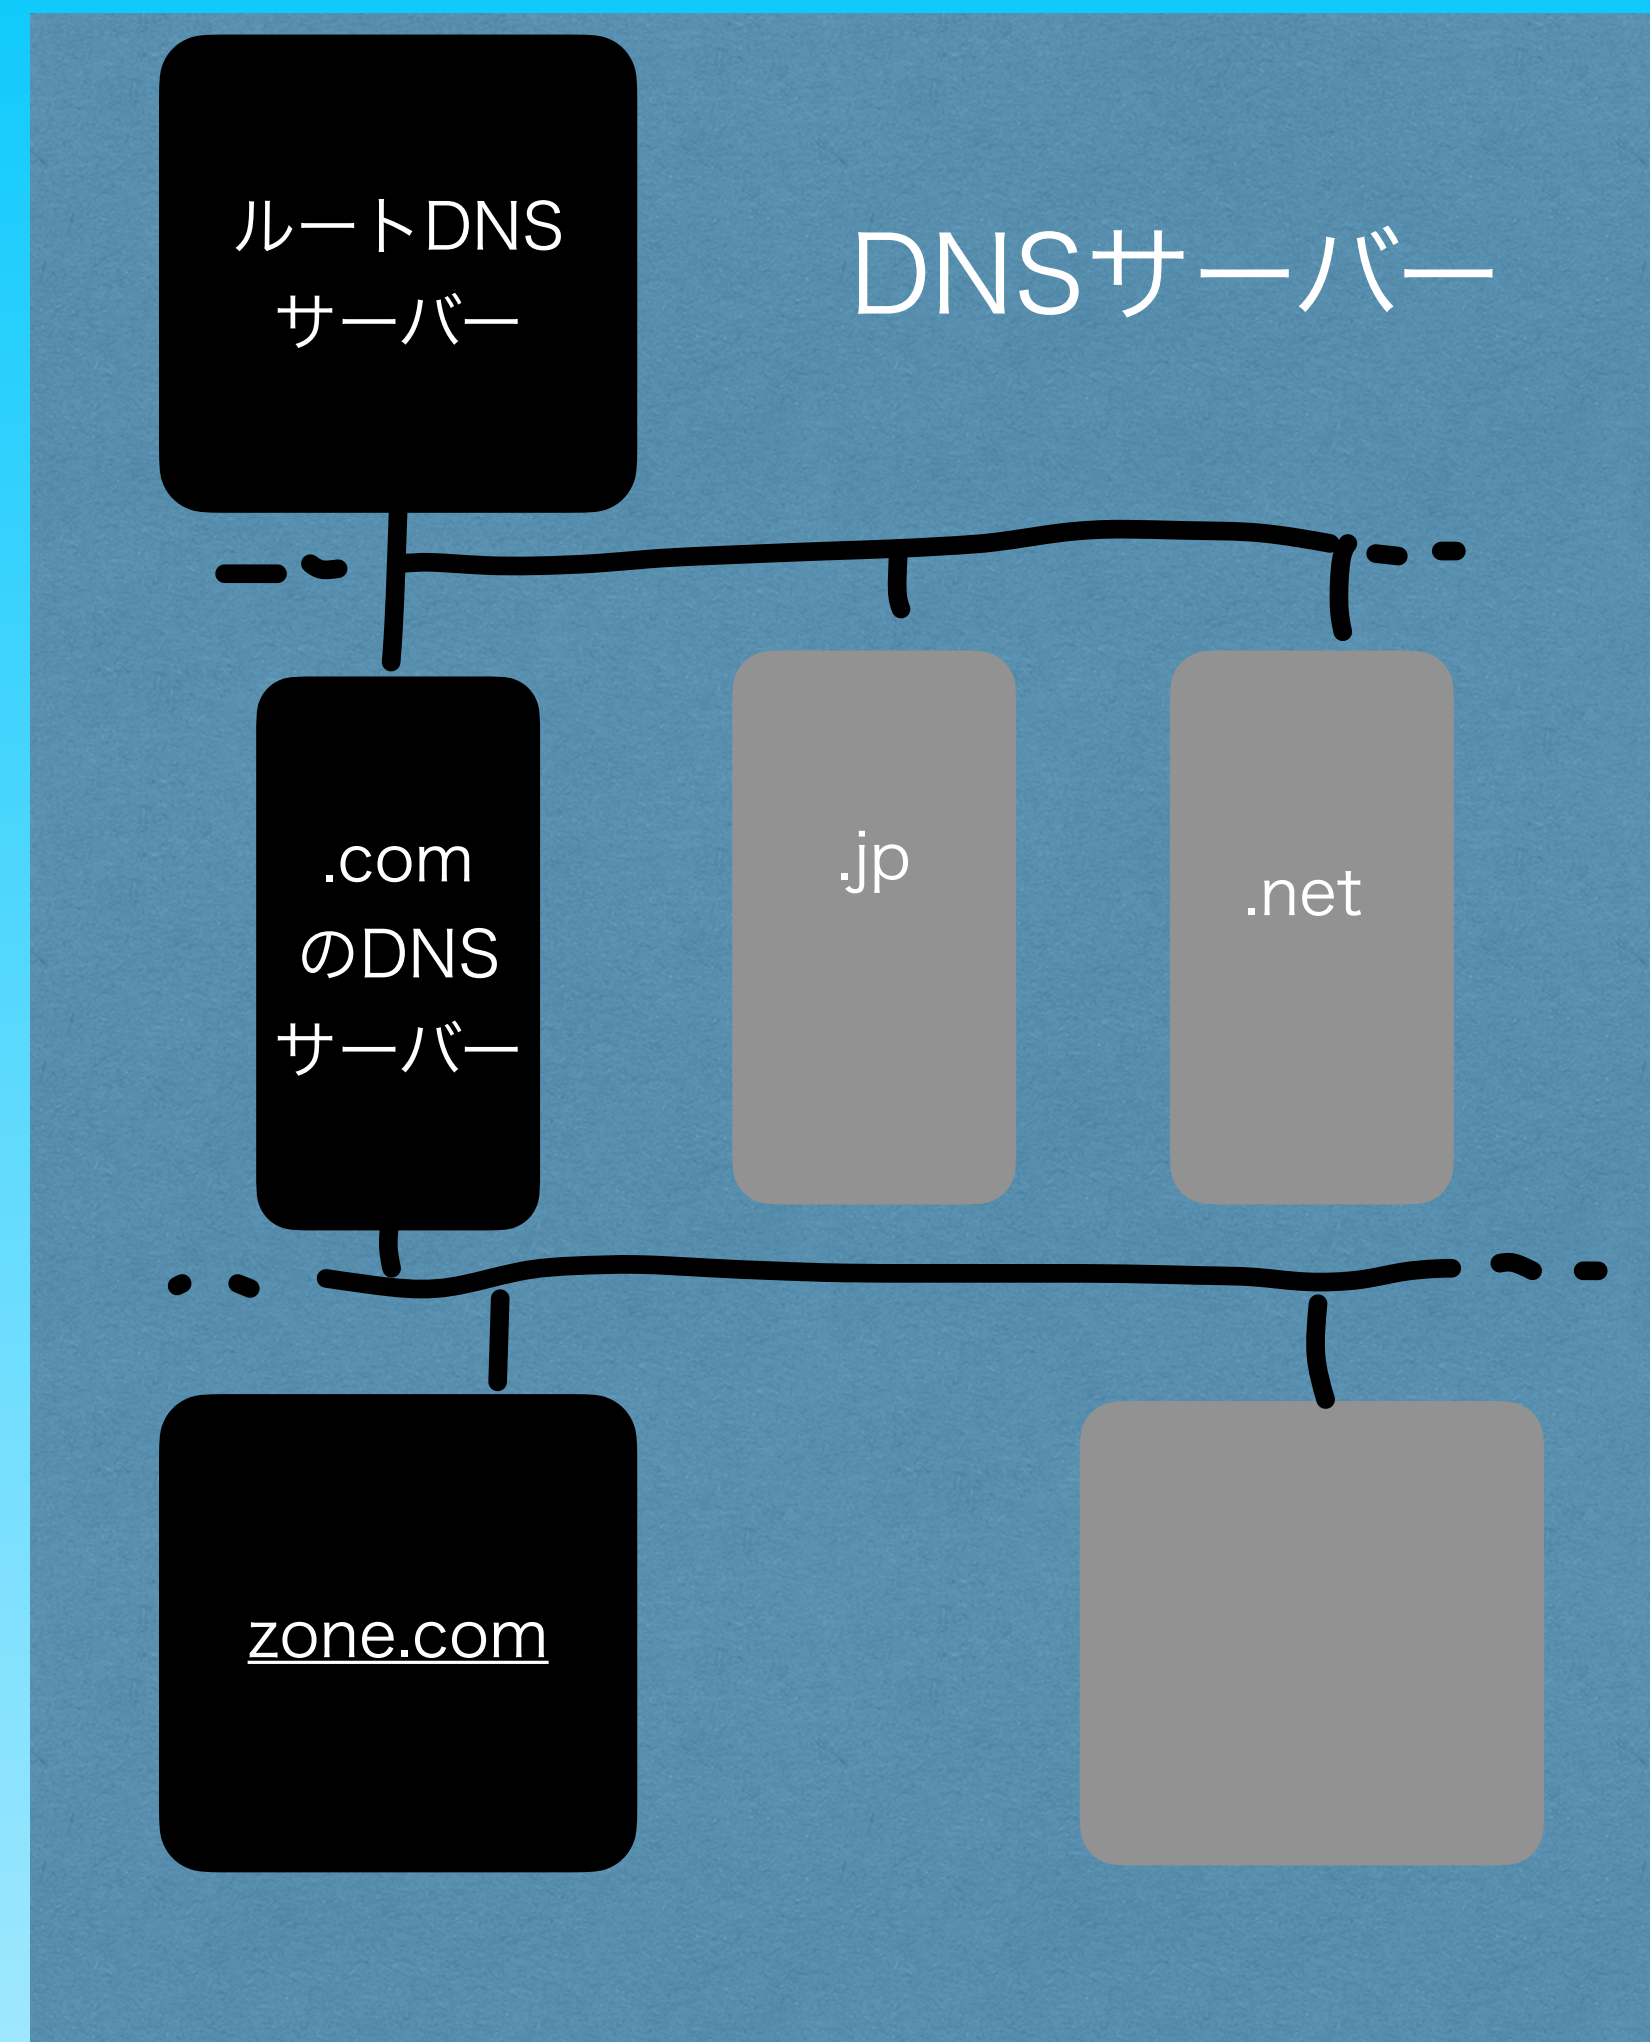 ルートDNS
サーバー
DNSサーバー
.com
のDNS
サーバー
.jp
.net
zone.com